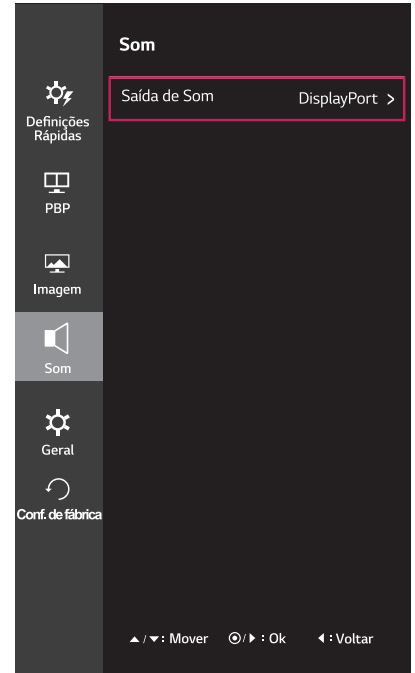 Som
Saída de Som DisplayPort >
Definições
Rápidas
PBP
Imagem
Som
Geral
Conf. de fábrica
▲ /▼: Mover ◉/▶ : Ok ◀ : Voltar